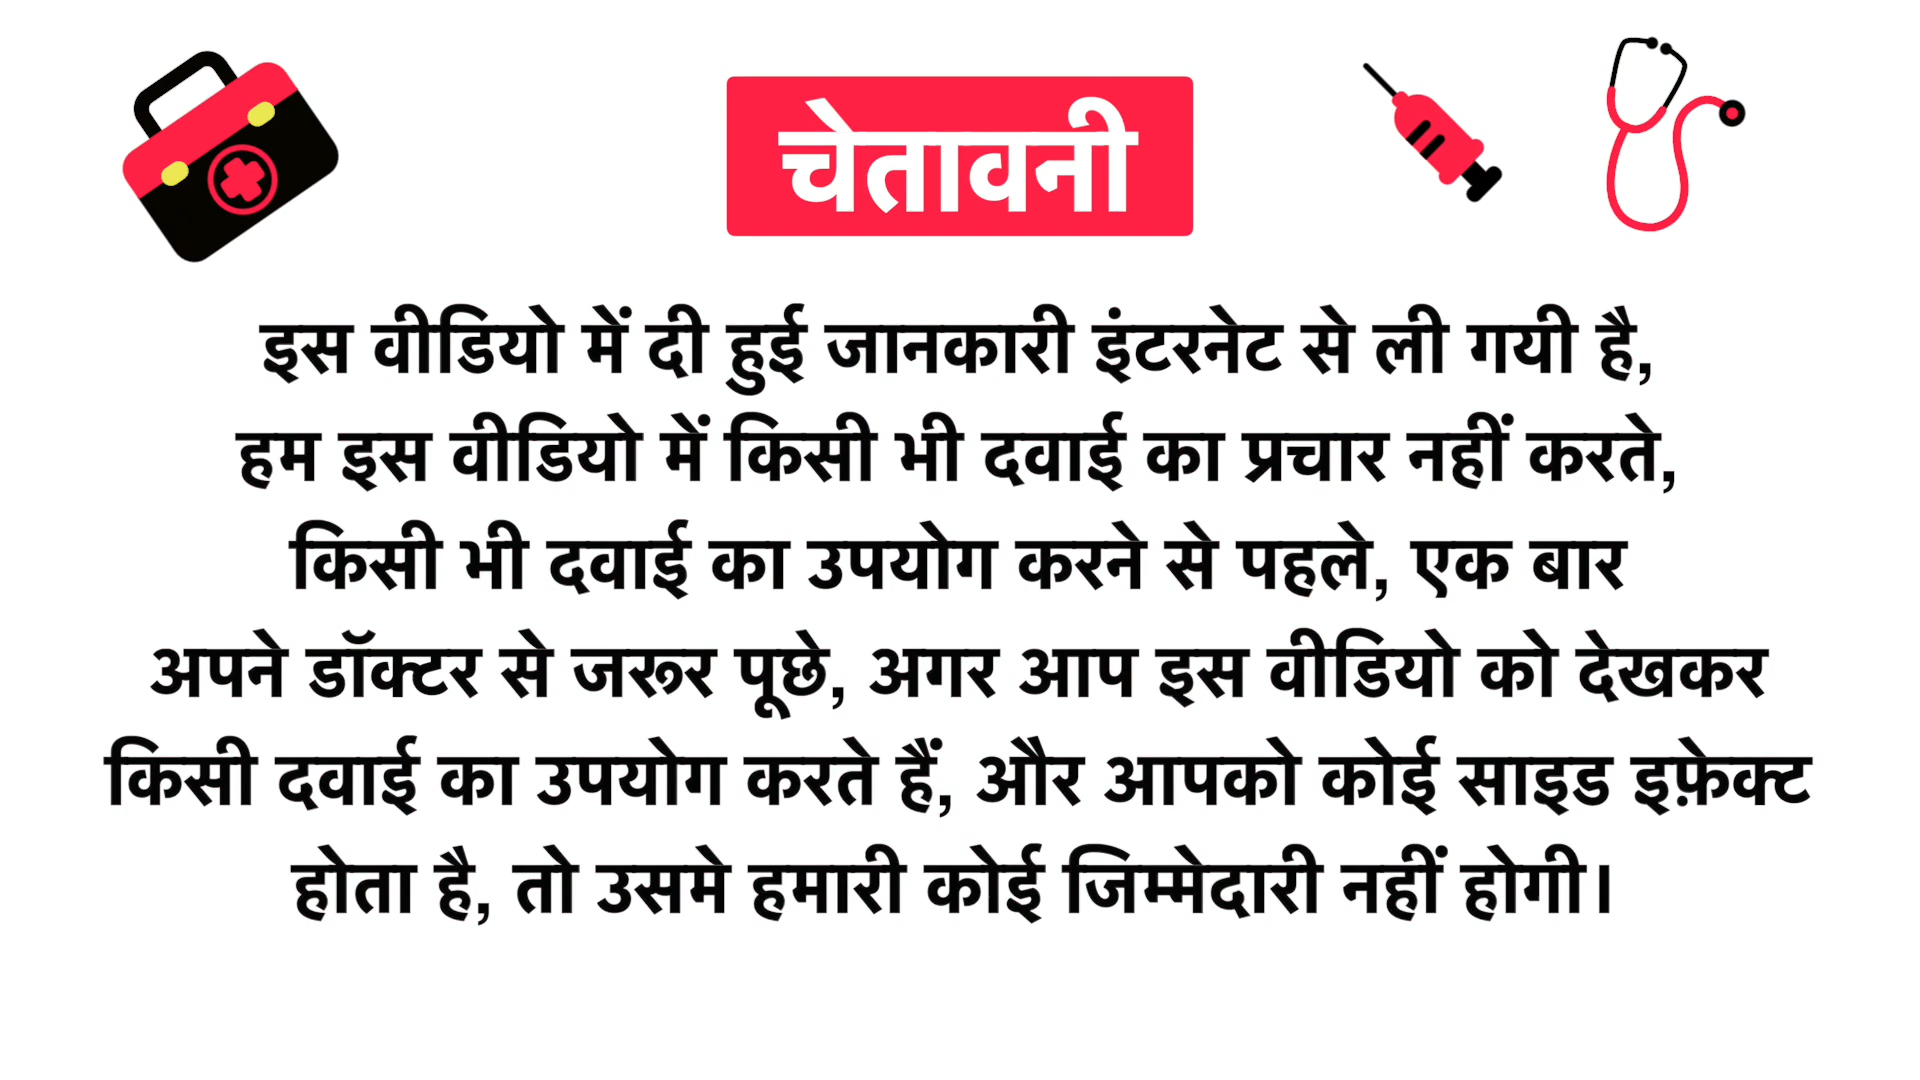 चेतावनी
इस वीडियो में दी हुई जानकारी इंटरनेट से ली गयी है,
हम इस वीडियो में किसी भी दवाई का प्रचार नहीं करते,
किसी भी दवाई का उपयोग करने से पहले, एक बार
अपने डॉक्टर से जरूर पूछे, अगर आप इस वीडियो को देखकर
किसी दवाई का उपयोग करते हैं, और आपको कोई साइड इफ़ेक्ट
होता है, तो उसमे हमारी कोई जिम्मेदारी नहीं होगी।